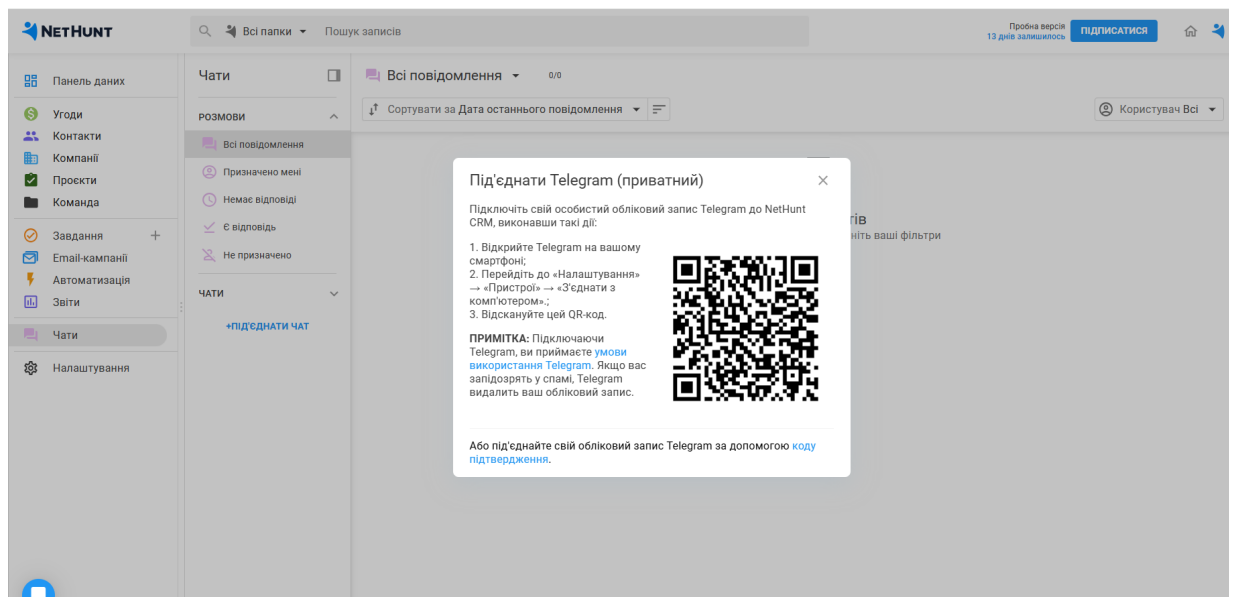 NETHUNT
Всі папки
Пошук записів
Пробна версія
13 днів залишилось
ПІДПИСАТИСЯ
Панель даних
Угоди
Контакти
Компанії
Проєкти
Команда
Завдання
Email-кампанії
Автоматизація
Звіти
Чати
Налаштування
Чати
РОЗМОВИ
Всі повідомлення
Призначено мені
Немає відповіді
Є відповідь
Не призначено
ЧАТИ
+ПІД'ЄДНАТИ ЧАТ
Всі повідомлення
0/0
Сортувати за Дата останнього повідомлення
Користувач Всі
Під'єднати Telegram (приватний)
Підключіть свій особистий обліковий запис Telegram до NetHunt
CRM, виконавши такі дії:
1. Відкрийте Telegram на вашому
смартфоні;
2. Перейдіть до «Налаштування»
→ «Пристрої» → «З'єднати з
комп'ютером».;
3. Відскануйте цей QR-код.
ПРИМІТКА: Підключаючи
Telegram, ви приймаєте умови
використання Telegram. Якщо вас
запідозрять у спамі, Telegram
видалить ваш обліковий запис.
Або під'єднайте свій обліковий запис Telegram за допомогою коду
підтвердження.
ваші фільтри